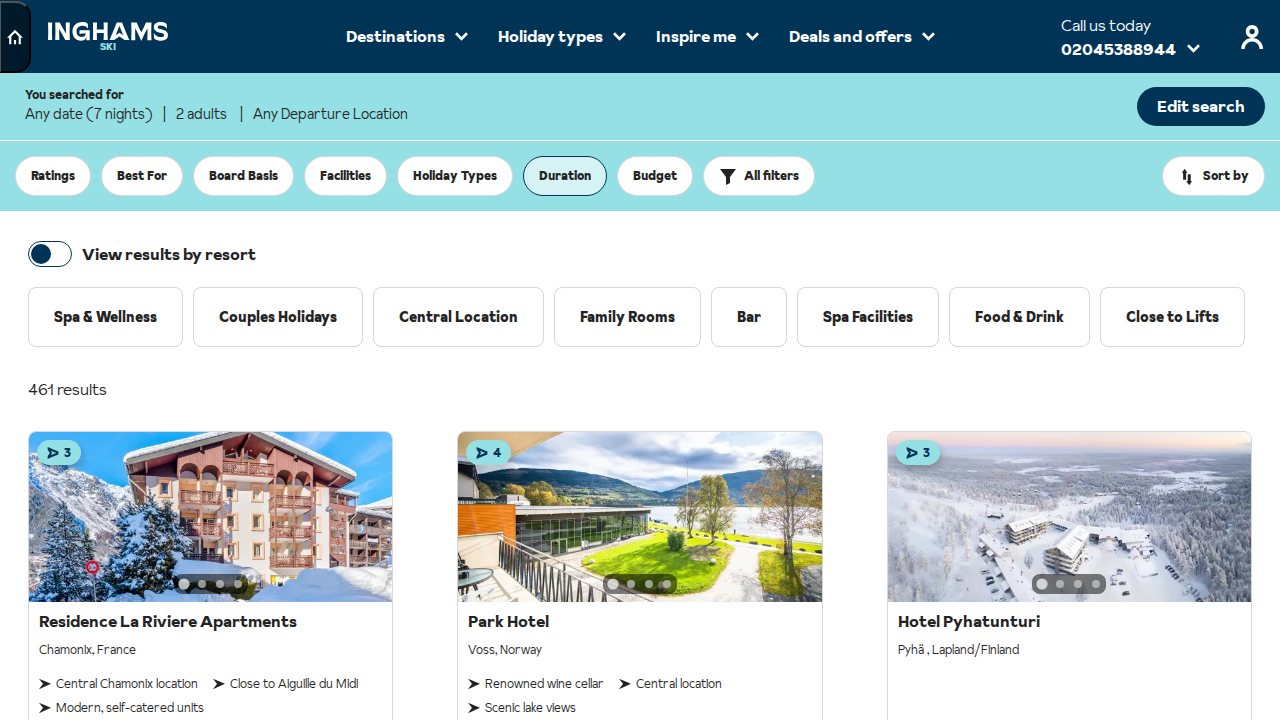 INGHAMS
SKI
Destinations
Holiday types
Inspire me
Deals and offers
Call us today
02045388944
You searched for
Any date (7 nights) | 2 adults | Any Departure Location
Edit search
Ratings
Best For
Board Basis
Facilities
Holiday Types
Duration
Budget
All filters
Sort by
View results by resort
Spa & Wellness
Couples Holidays
Central Location
Family Rooms
Bar
Spa Facilities
Food & Drink
Close to Lifts
461 results
3
Residence La Riviere Apartments
Chamonix, France
Central Chamonix location
Close to Aiguille du Midi
Modern, self-catered units
4
Park Hotel
Voss, Norway
Renowned wine cellar
Central location
Scenic lake views
3
Hotel Pyhatunturi
Pyhä , Lapland/Finland